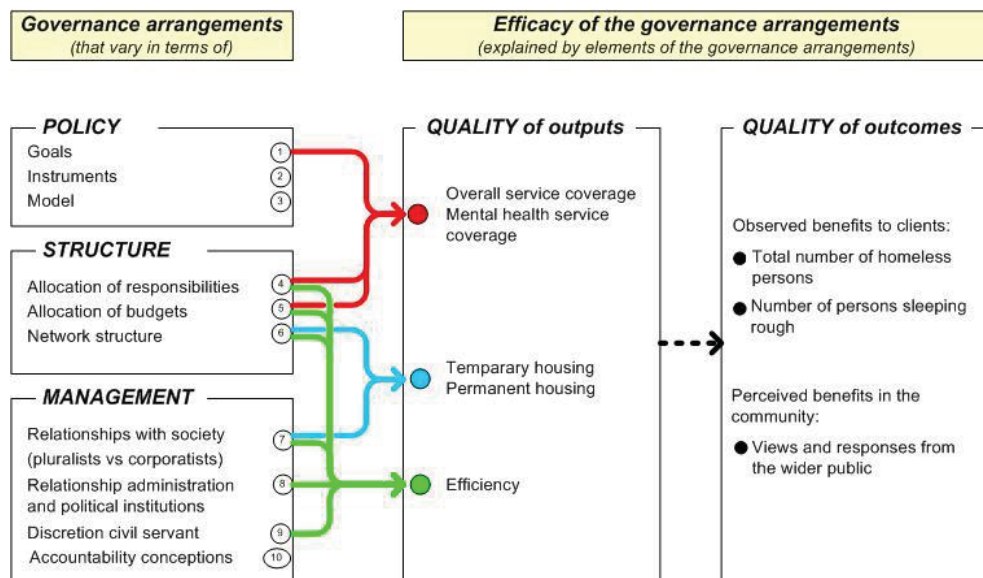 Governance arrangements
(that vary in terms of)
Efficacy of the governance arrangements
(explained by elements of the governance arrangements)
POLICY
Goals 1
Instruments 2
Model 3
STRUCTURE
Allocation of responsibilities 4
Allocation of budgets 5
Network structure 6
MANAGEMENT
Relationships with society 7
(pluralists vs corporatists)
Relationship administration 8
and political institutions
Discretion civil servant 9
Accountability conceptions 10
QUALITY of outputs
Overall service coverage
Mental health service
coverage
Temparary housing
Permanent housing
Efficiency
QUALITY of outcomes
Observed benefits to clients:
Total number of homeless
persons
Number of persons sleeping
rough
Perceived benefits in the
community:
Views and responses from
the wider public